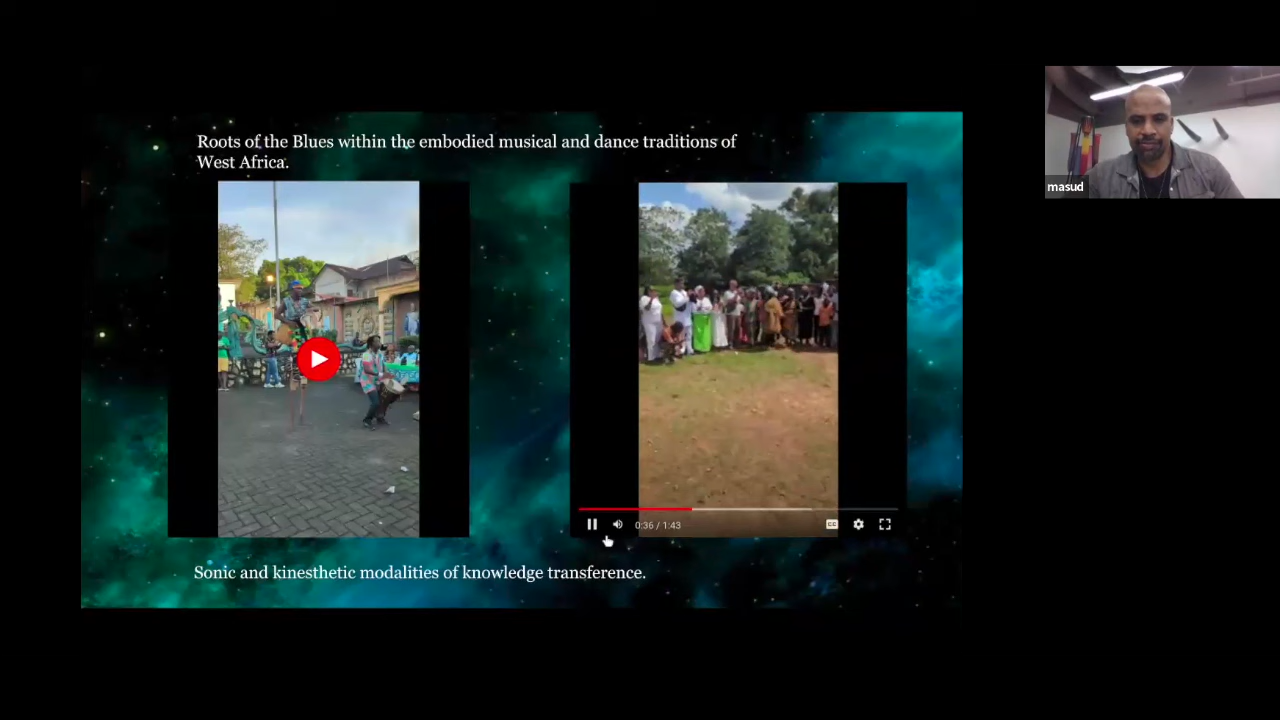 Roots of the Blues within the embodied musical and dance traditions of
West Africa.
masud
0:36 / 1:43
CC
Sonic and kinesthetic modalities of knowledge transference.